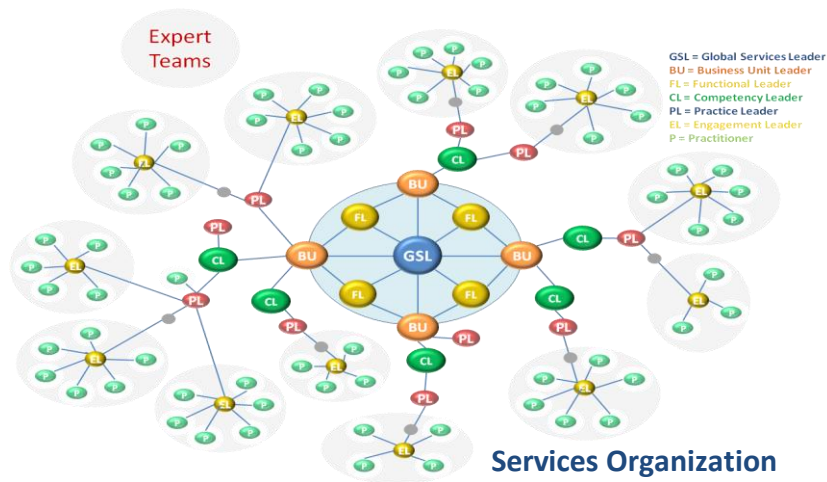 Expert
Teams
GSL = Global Services Leader
BU = Business Unit Leader
FL = Functional Leader
CL = Competency Leader
PL = Practice Leader
EL = Engagement Leader
P = Practitioner
P P P P P EL P P P
P P P P P EL P P P
P P P P EL P P P
P P P EL P P P P
PL PL
CL
P P P P EL P P P
PL
BU
PL
FL FL
CL PL
CL BU GSL BU
P P P EL P P
P PL
CL FL FL CL
P EL P P
PL BU PL PL
P P P EL P P P P
P P EL P P P
CL
P P P P EL P P P
P P P P EL P P P
PL
P P EL P P
Services Organization